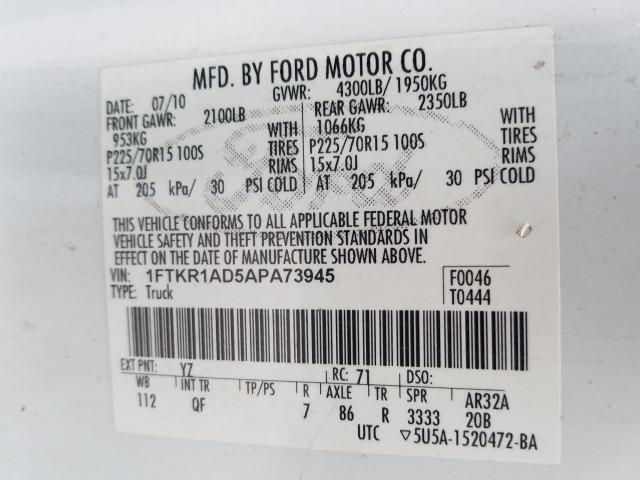 MFD. BY FORD MOTOR CO.
DATE: 07/10 GVWR: 4300LB/ 1950KG
FRONT GAWR: 2100LB REAR GAWR: 2350LB
953KG WITH 1066KG WITH
P225/70R15 100S TIRES P225/70R15 100S TIRES
15x7.0J RIMS 15x7.0J RIMS
AT 205 kPa/ 30 PSI COLD AT 205 kPa/ 30 PSI COLD
THIS VEHICLE CONFORMS TO ALL APPLICABLE FEDERAL MOTOR
VEHICLE SAFETY AND THEFT PREVENTION STANDARDS IN
EFFECT ON THE DATE OF MANUFACTURE SHOWN ABOVE.
VIN: 1FTKR1AD5APA73945 F0046
TYPE: Truck T0444
EXT PNT: YZ RC: 71 DSO:
WB INT TR TP/PS R AXLE TR SPR AR32A
112 QF 7 86 R 3333 20B
UTC ▽5U5A-1520472-BA